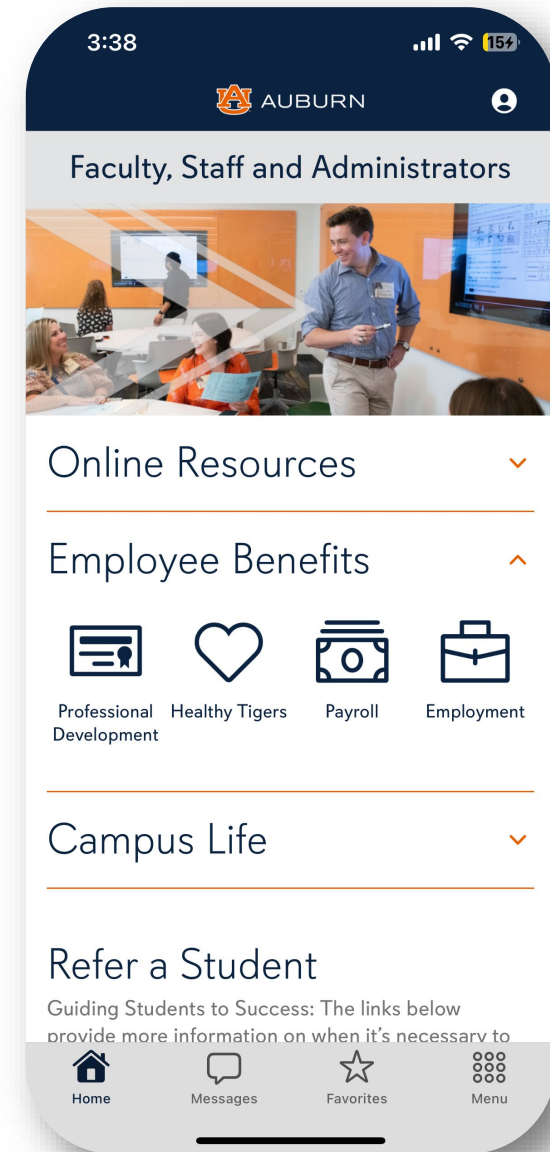 3:38
15
AUBURN
Faculty, Staff and Administrators
Online Resources
Employee Benefits
Professional Development
Healthy Tigers
Payroll
Employment
Campus Life
Refer a Student
Guiding Students to Success: The links below
provide more information on when it's necessary to
Home
Messages
Favorites
Menu